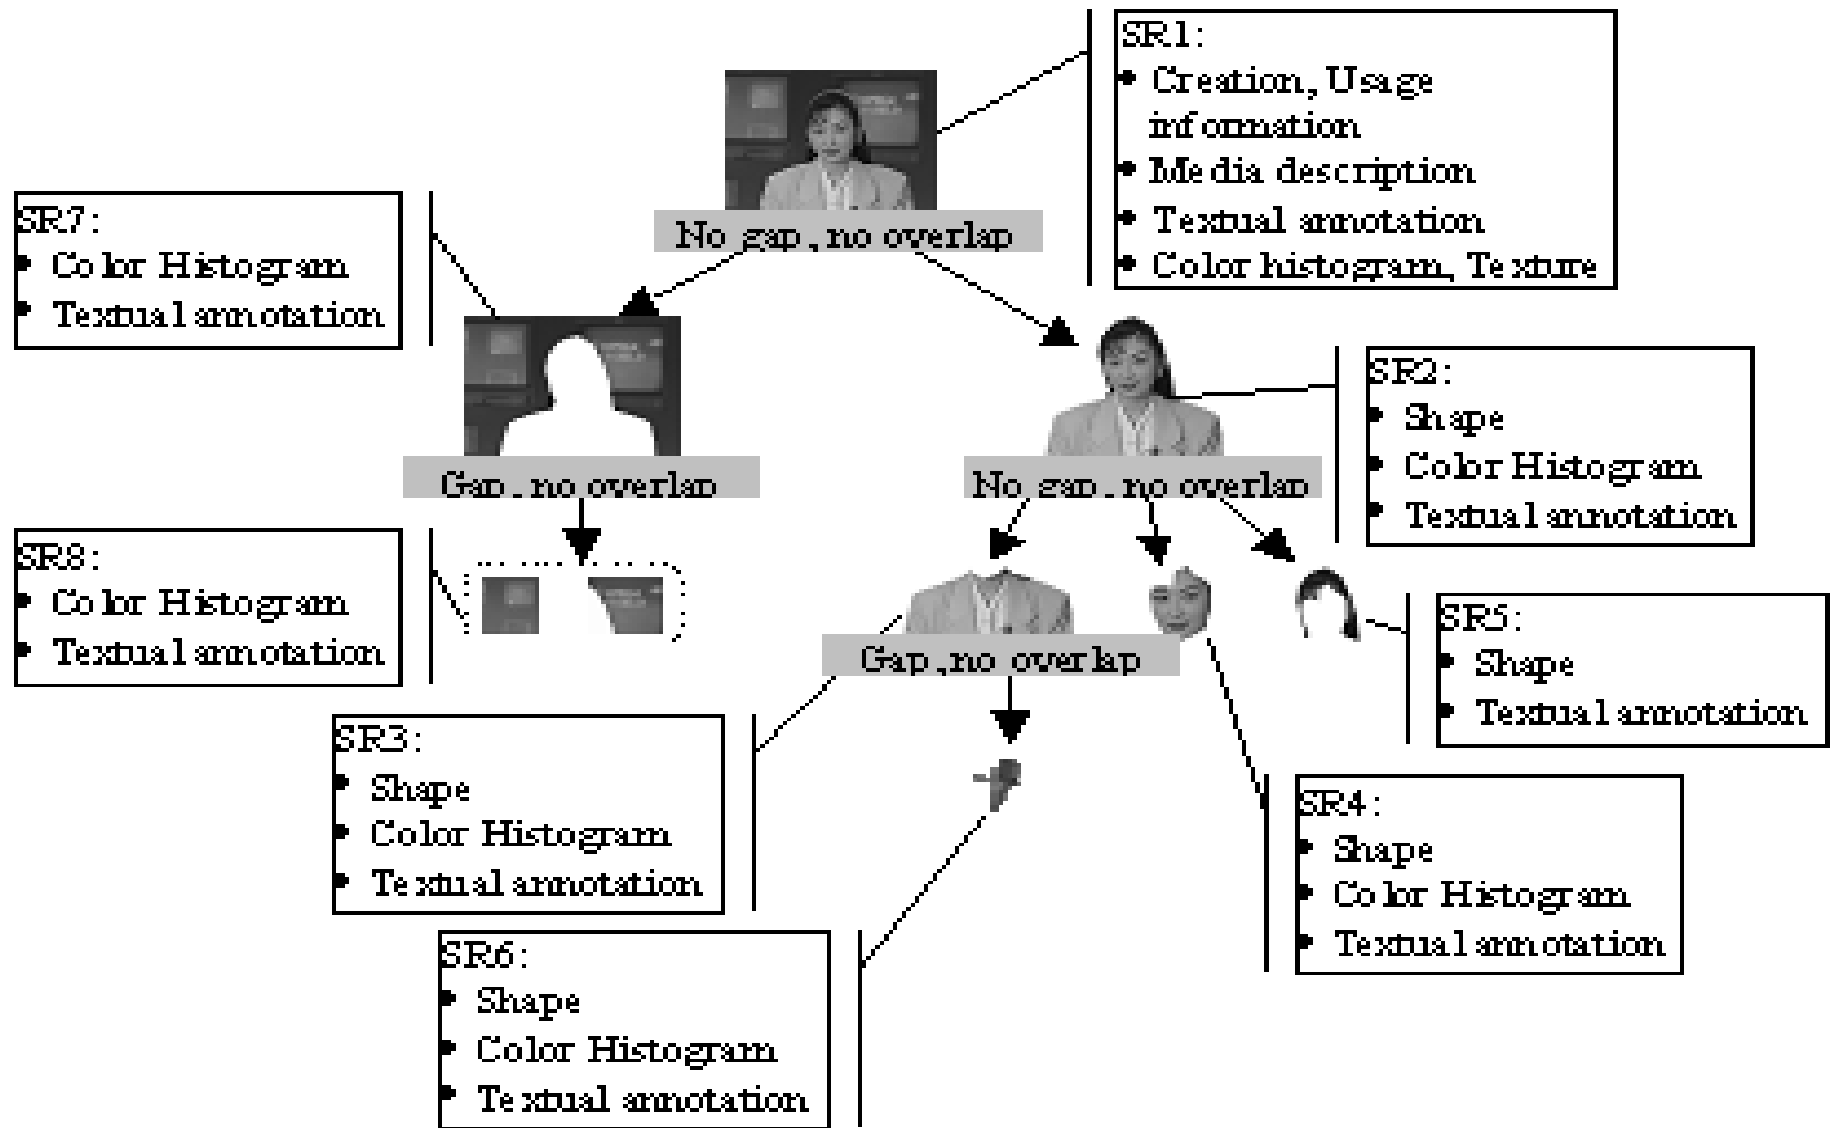 SR1:
• Creation, Usage
information
• Media description
• Textual annotation
• Color histogram, Texture
No gap, no overlap
SR7:
• Color Histogram
• Textual annotation
SR2:
• Shape
• Color Histogram
• Textual annotation
Gap, no overlap
No gap, no overlap
SR8:
• Color Histogram
• Textual annotation
SR5:
• Shape
• Textual annotation
Gap, no overlap
SR3:
• Shape
• Color Histogram
• Textual annotation
SR4:
• Shape
• Color Histogram
• Textual annotation
SR6:
• Shape
• Color Histogram
• Textual annotation